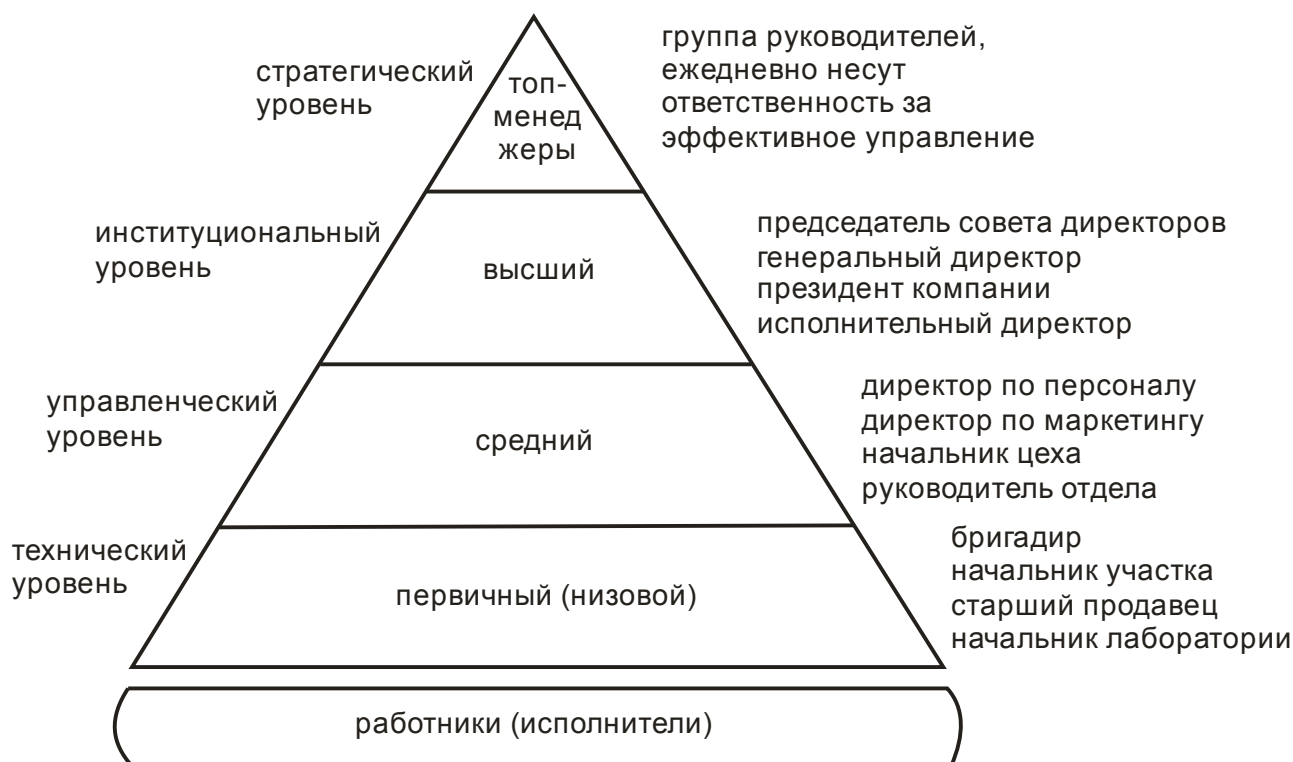 стратегический
уровень
топ-
менед
жеры
группа руководителей,
ежедневно несут
ответственность за
эффективное управление
институциональный
уровень
высший
председатель совета директоров
генеральный директор
президент компании
исполнительный директор
управленческий
уровень
средний
директор по персоналу
директор по маркетингу
начальник цеха
руководитель отдела
технический
уровень
первичный (низовой)
бригадир
начальник участка
старший продавец
начальник лаборатории
работники (исполнители)